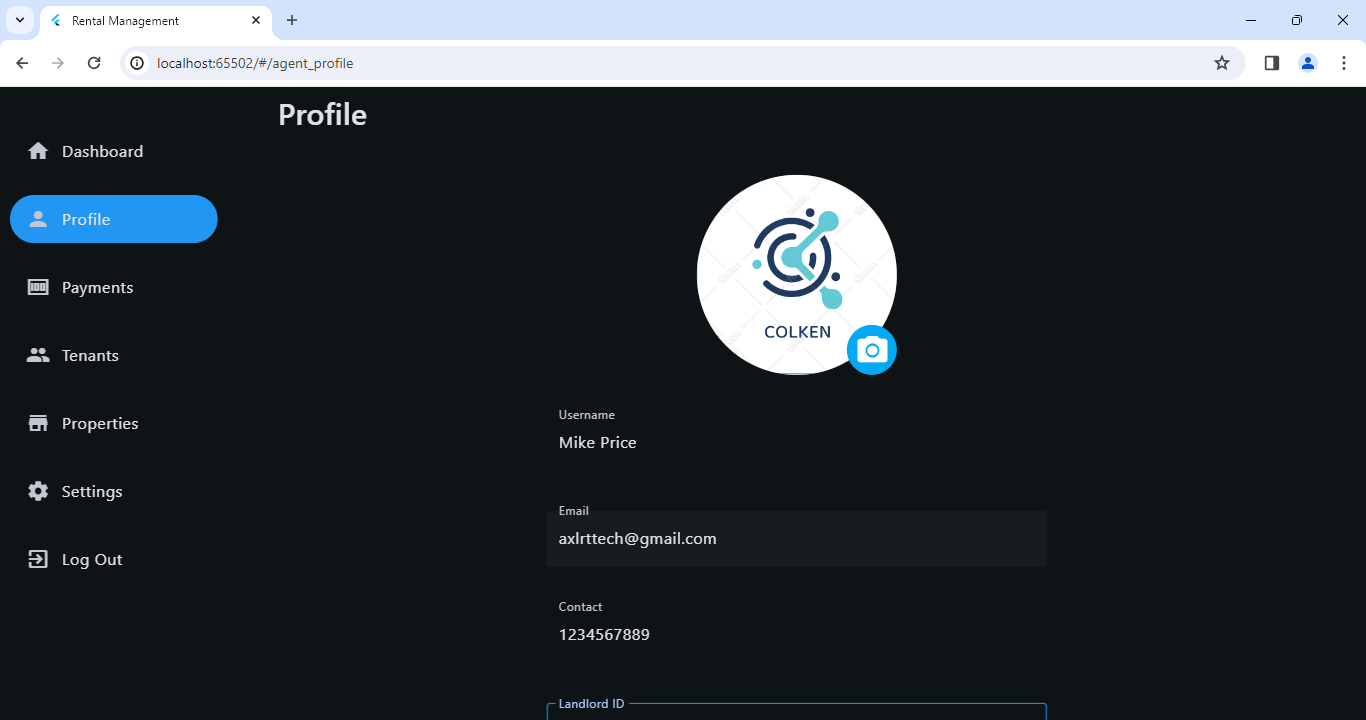 Rental Management
localhost:65502/#/agent_profile
Profile
Dashboard
Profile
Payments
Tenants
Properties
Settings
Log Out
COLKEN
Username
Mike Price
Email
axlrttech@gmail.com
Contact
1234567889
Landlord ID